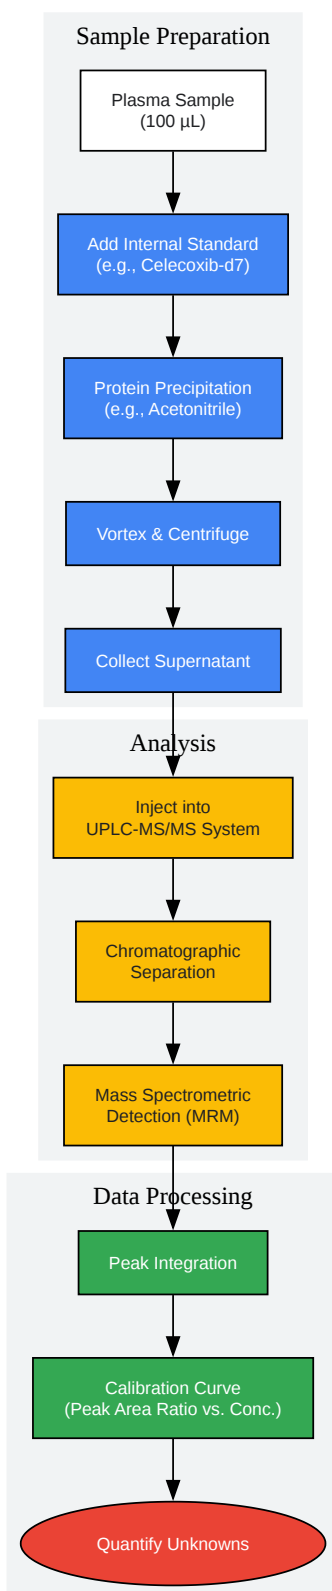 Sample Preparation
Plasma Sample
(100 µL)
Add Internal Standard
(e.g., Celecoxib-d7)
Protein Precipitation
(e.g., Acetonitrile)
Vortex & Centrifuge
Collect Supernatant
Analysis
Inject into
UPLC-MS/MS System
Chromatographic
Separation
Mass Spectrometric
Detection (MRM)
Data Processing
Peak Integration
Calibration Curve
(Peak Area Ratio vs. Conc.)
Quantify Unknowns